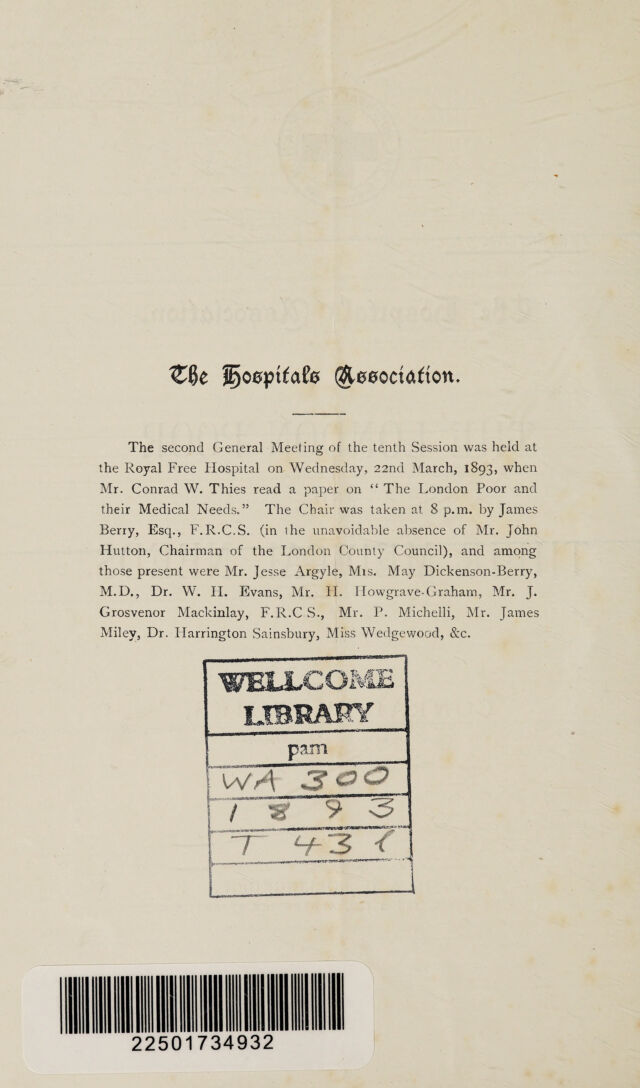 The Hospitals Association.
The second General Meeting of the tenth Session was held at
the Royal Free Hospital on Wednesday, 22nd March, 1893, when
Mr. Conrad W. Thies read a paper on “ The London Poor and
their Medical Needs.” The Chair was taken at 8 p.m. by James
Berry, Esq., F.R.C.S. (in the unavoidable absence of Mr. John
Hutton, Chairman of the London County Council), and among
those present were Mr. Jesse Argyle, Mrs. May Dickenson-Berry,
M.D., Dr. W. H. Evans, Mr. H. Howgrave-Graham, Mr. J.
Grosvenor Mackinlay, F.R.C S., Mr. P. Michelli, Mr. James
Miley, Dr. Harrington Sainsbury, Miss Wedgewood, &c.
WELLCOME
LIBRARY
pam
WA 300
1893
T 431
22501734932